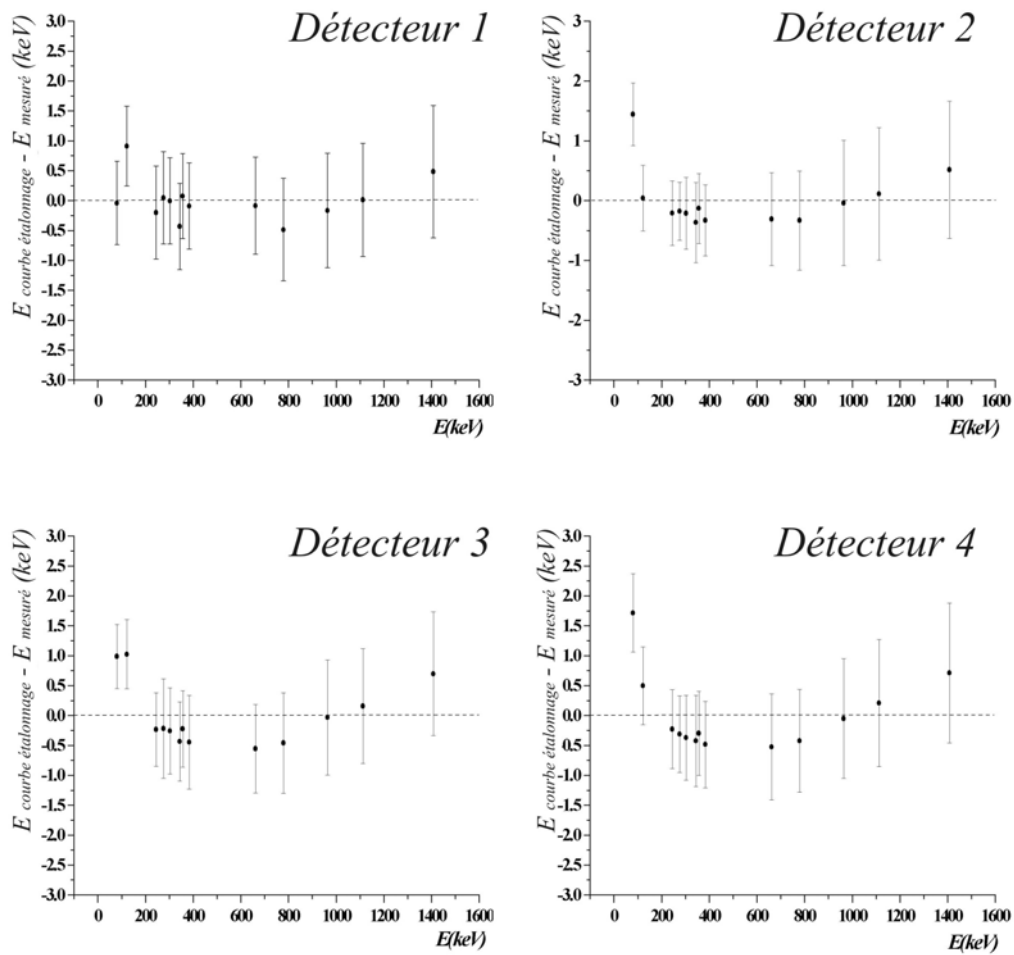 Détecteur 1
E courbe étalonnage - E mesuré (keV)
3.0
2.5
2.0
1.5
1.0
0.5
0.0
-0.5
-1.0
-1.5
-2.0
-2.5
-3.0
0 200 400 600 800 1000 1200 1400 1600
E(keV)
Détecteur 2
E courbe étalonnage - E mesuré (keV)
3
2
1
0
-1
-2
-3
200 400 600 800 1000 1200 1400 1600
E(keV)
Détecteur 3
E courbe étalonnage - E mesuré (keV)
3.0
2.5
2.0
1.5
1.0
0.5
0.0
-0.5
-1.0
-1.5
-2.0
-2.5
-3.0
0 200 400 600 800 1000 1200 1400 1600
E(keV)
Détecteur 4
E courbe étalonnage - E mesuré (keV)
3.0
2.5
2.0
1.5
1.0
0.5
0.0
-0.5
-1.0
-1.5
-2.0
-2.5
-3.0
0 200 400 600 800 1000 1200 1400 1600
E(keV)